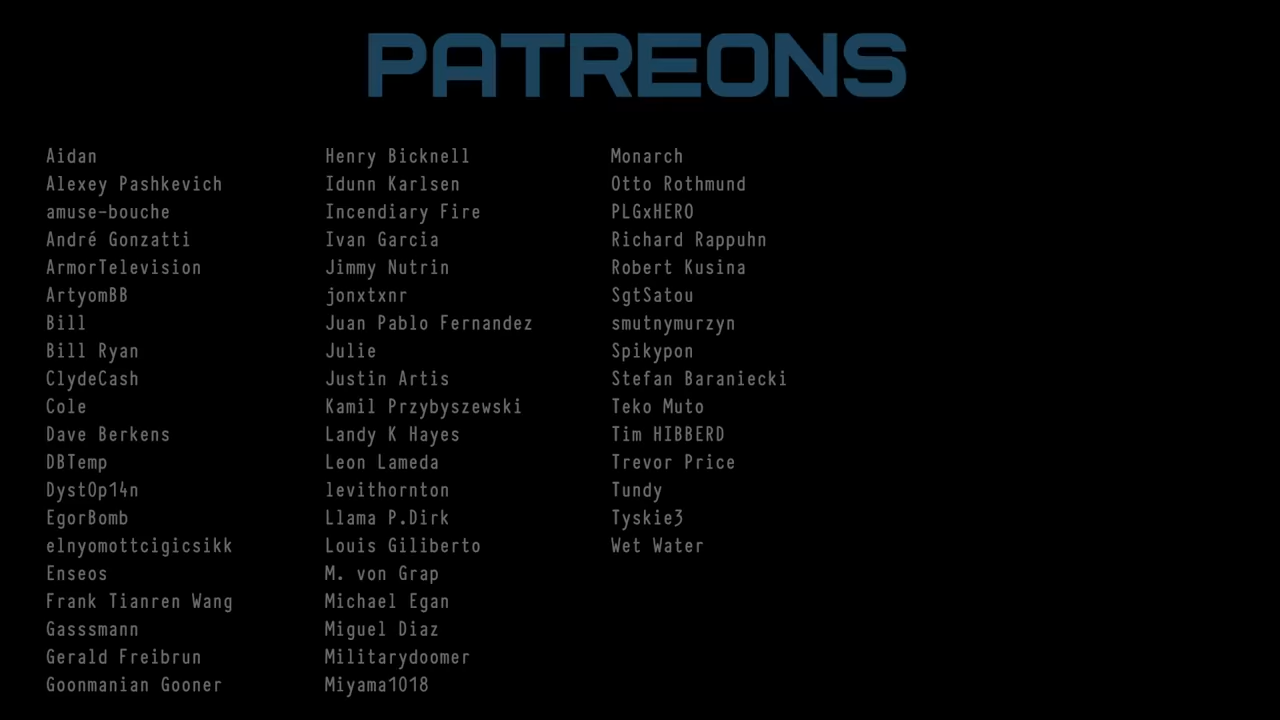 PATREONS
Aidan
Alexey Pashkevich
amuse-bouche
André Gonzatti
ArmorTelevision
ArtyomBB
Bill
Bill Ryan
ClydeCash
Cole
Dave Berkens
DBTemp
Dyst0p14n
EgorBomb
elnyomottcigicsikk
Enseos
Frank Tianren Wang
Gasssmann
Gerald Freibrun
Goonmanian Gooner
Henry Bicknell
Idunn Karlsen
Incendiary Fire
Ivan Garcia
Jimmy Nutrin
jonxtxnr
Juan Pablo Fernandez
Julie
Justin Artis
Kamil Przybyszewski
Landy K Hayes
Leon Lameda
levithornton
Llama P.Dirk
Louis Giliberto
M. von Grap
Michael Egan
Miguel Diaz
Militarydoomer
Miyama1018
Monarch
Otto Rothmund
PLGxHERO
Richard Rappuhn
Robert Kusina
SgtSatou
smutnymurzyn
Spikypon
Stefan Baraniecki
Teko Muto
Tim HIBBERD
Trevor Price
Tundy
Tyskie3
Wet Water